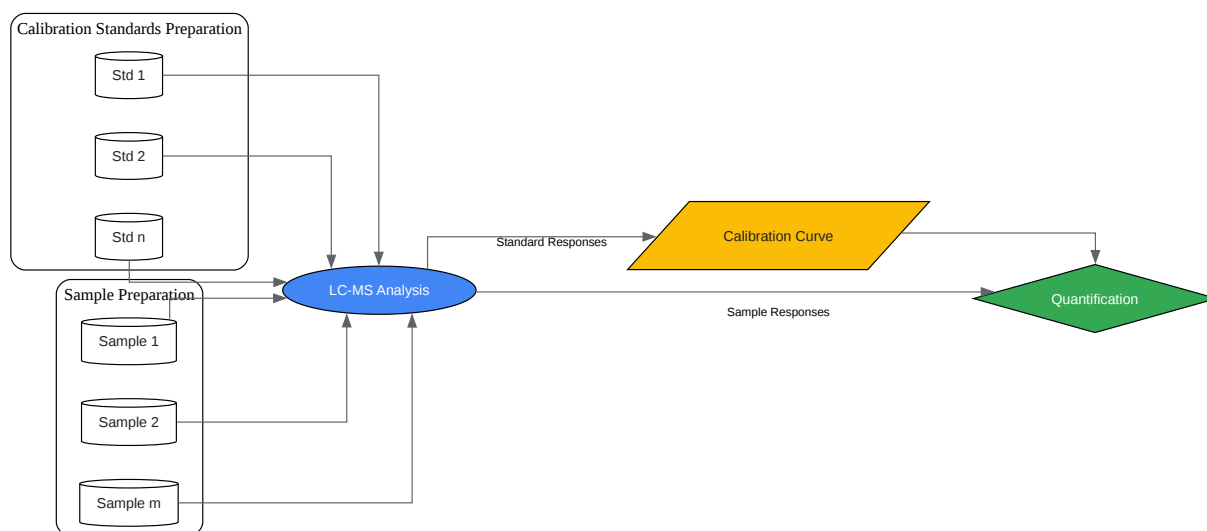 Calibration Standards Preparation
Std 1
Std 2
Std n
Sample Preparation
Sample 1
Sample 2
Sample m
LC-MS Analysis
Standard Responses
Calibration Curve
Sample Responses
Quantification